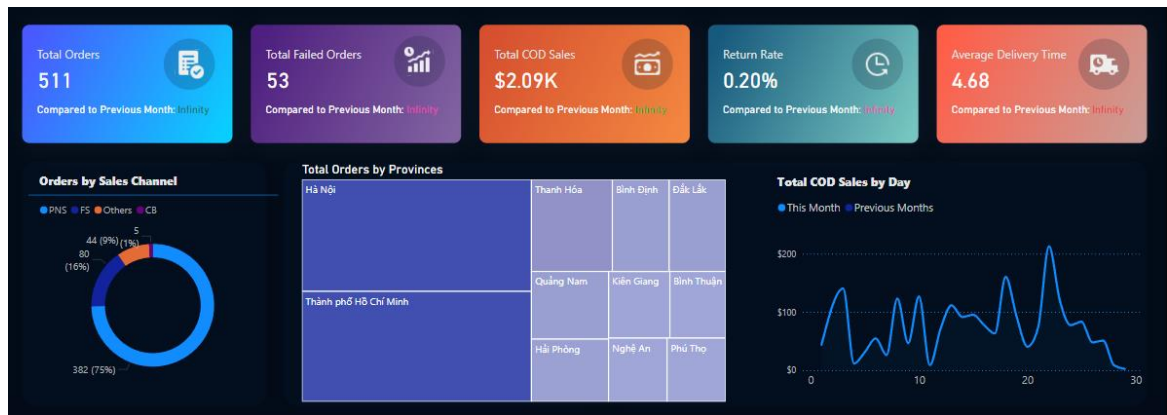 Total Orders
511
Compared to Previous Month: Infinity
Total Failed Orders
53
Compared to Previous Month: Infinity
Total COD Sales
$2.09K
Compared to Previous Month: Infinity
Return Rate
0.20%
Compared to Previous Month: Infinity
Average Delivery Time
4.68
Compared to Previous Month: Infinity
Orders by Sales Channel
PNS FS Others CB
5
(1%)
44 (9%)
80
(16%)
382 (75%)
Total Orders by Provinces
Hà Nội
Thành phố Hồ Chí Minh
Thanh Hóa
Bình Định
Đắk Lắk
Quảng Nam
Kiên Giang
Bình Thuận
Hải Phòng
Nghệ An
Phú Thọ
Total COD Sales by Day
This Month Previous Months
$200
$100
$0
0 10 20 30